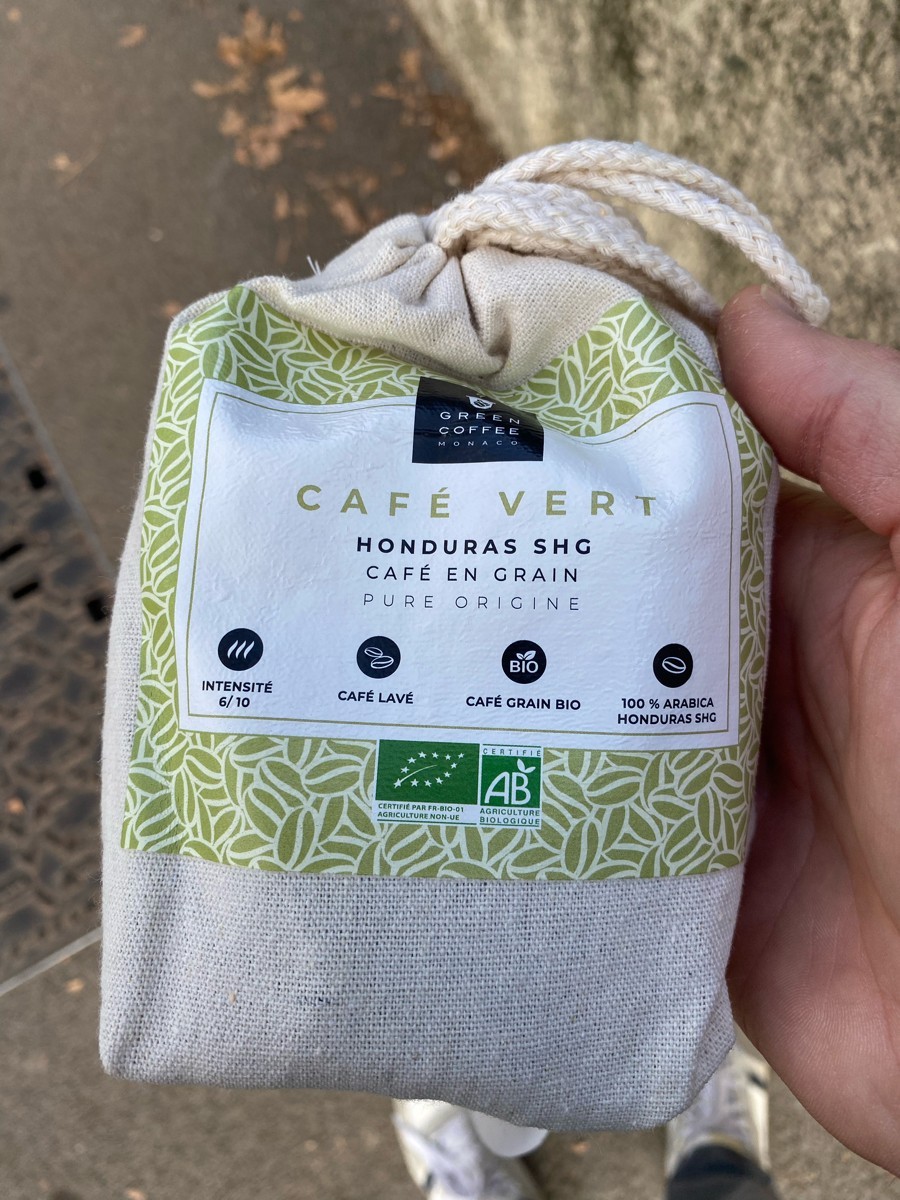 GREEN
COFFEE
MONACO
CAFÉ VERT
HONDURAS SHG
CAFÉ EN GRAIN
PURE ORIGINE
INTENSITÉ
6/10
CAFÉ LAVÉ
BIO
CAFÉ GRAIN BIO
100 % ARABICA
HONDURAS SHG
CERTIFIÉ PAR FR-BIO-01
AGRICULTURE NON-UE
CERTIFIÉ
AB
AGRICULTURE
BIOLOGIQUE